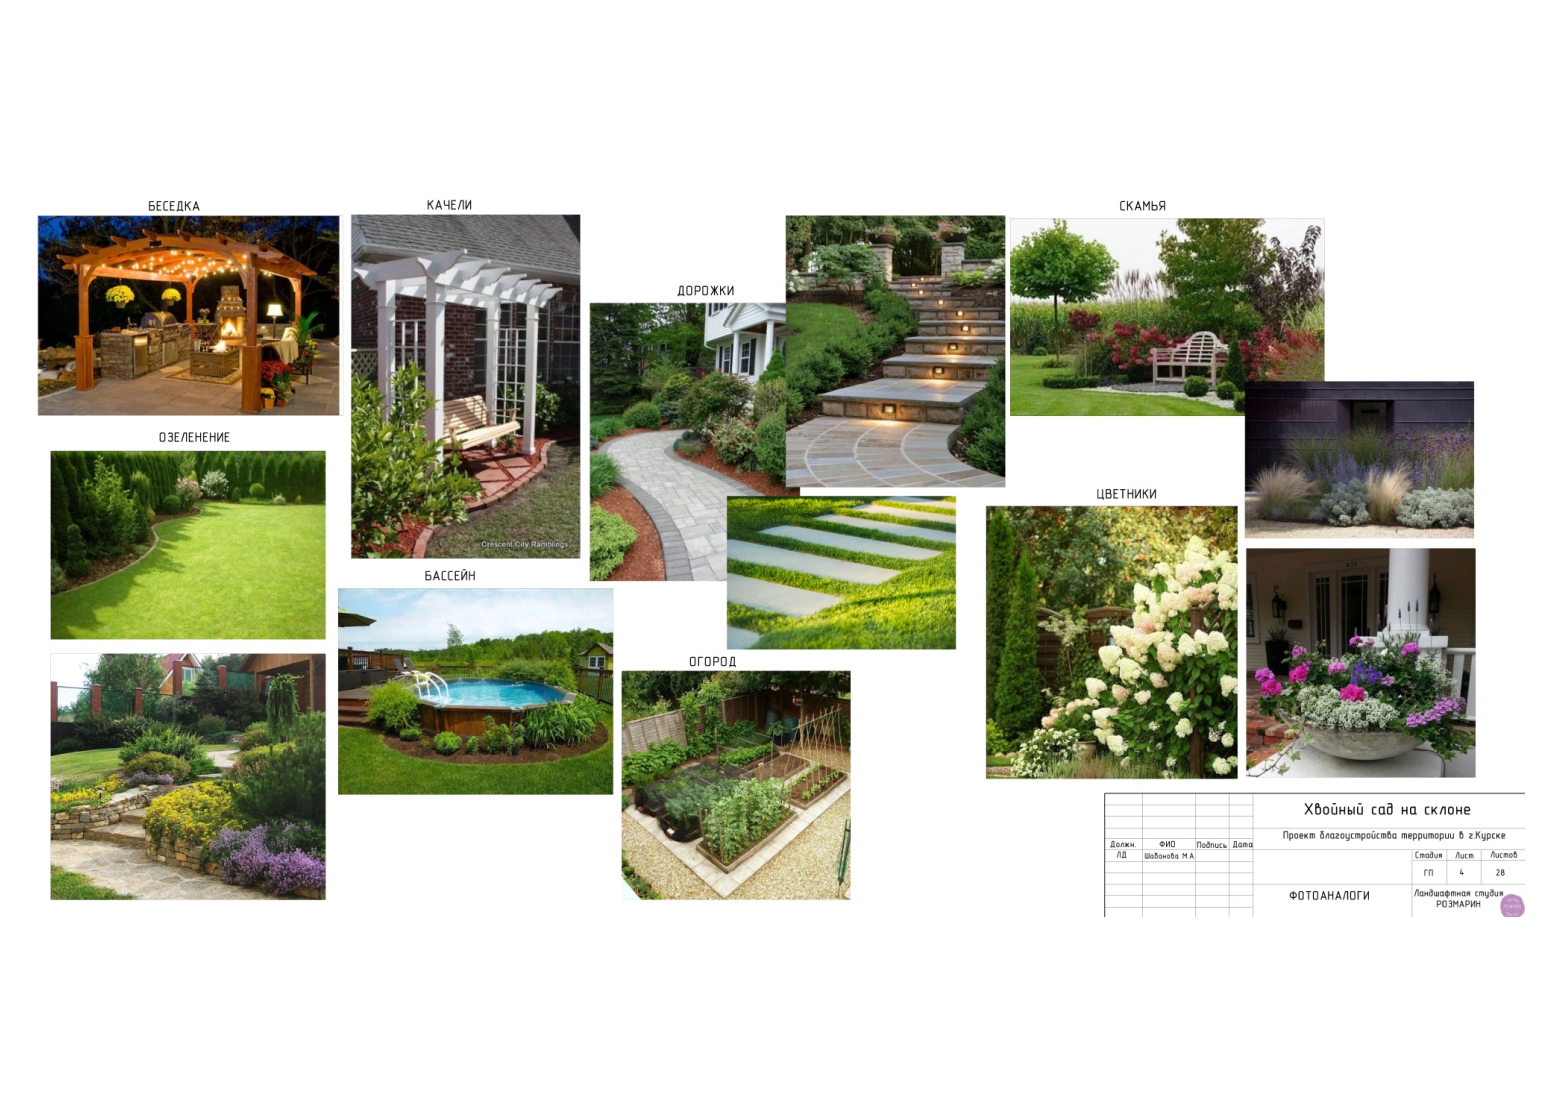 БЕСЕДКА
КАЧЕЛИ
СКАМЬЯ
ДОРОЖКИ
ОЗЕЛЕНЕНИЕ
ЦВЕТНИКИ
Crescent City Ramblings
БАССЕЙН
ОГОРОД
Хвойный сад на склоне
Проект благоустройства территории в г.Курске
Должн. ФИО Подпись Дата
ЛД Шабанова М.А.
Стадия Лист Листов
ГП 4 28
ФОТОАНАЛОГИ
Ландшафтная студия
РОЗМАРИН